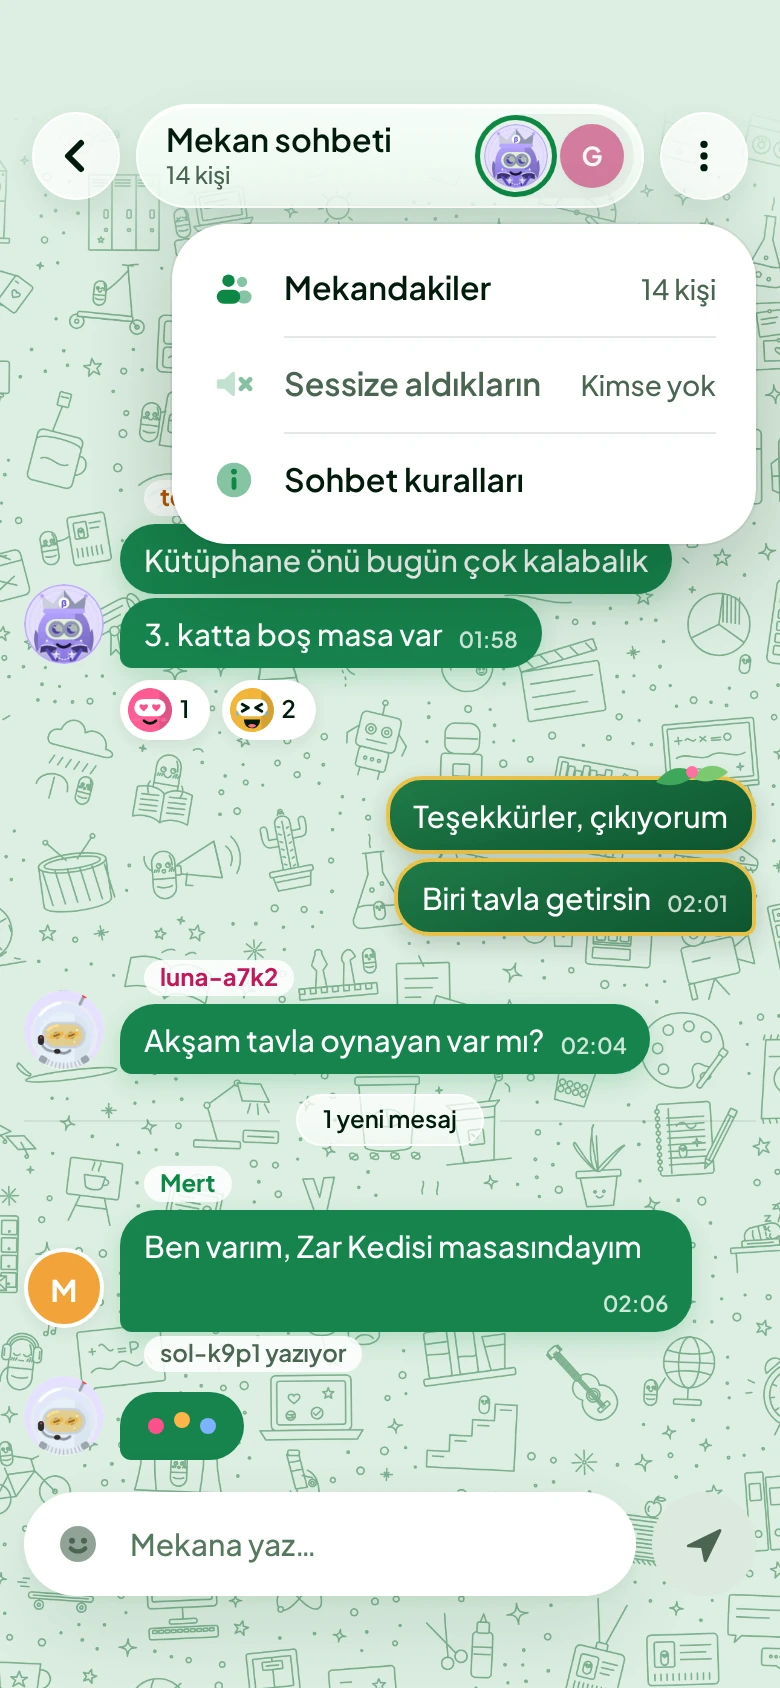 Mekan sohbeti
14 kişi
G
Mekandakiler 14 kişi
Sessize aldıkların Kimse yok
Sohbet kuralları
Kütüphane önü bugün çok kalabalık
3. katta boş masa var 01:58
1 2
Teşekkürler, çıkıyorum
Biri tavla getirsin 02:01
luna-a7k2
Akşam tavla oynayan var mı? 02:04
1 yeni mesaj
Mert
Ben varım, Zar Kedisi masasındayım
02:06
M
sol-k9p1 yazıyor
Mekana yaz...